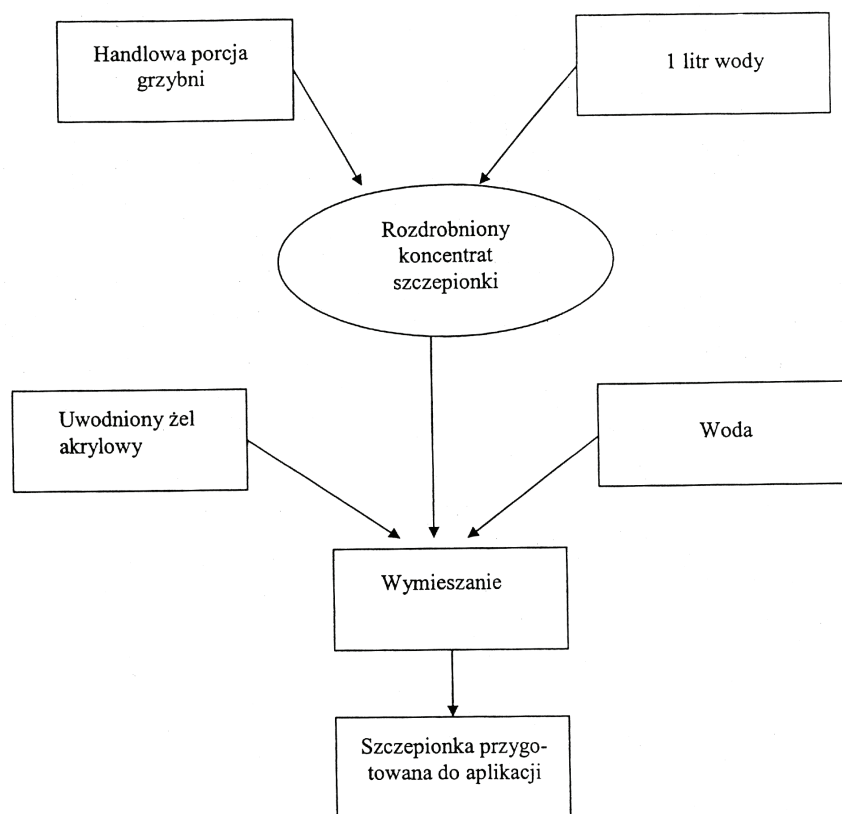 Handlowa porcja
grzybni
1 litr wody
Rozdrobniony
koncentrat
szczepionki
Uwodniony żel
akrylowy
Woda
Wymieszanie
Szczepionka przygo-
towana do aplikacji